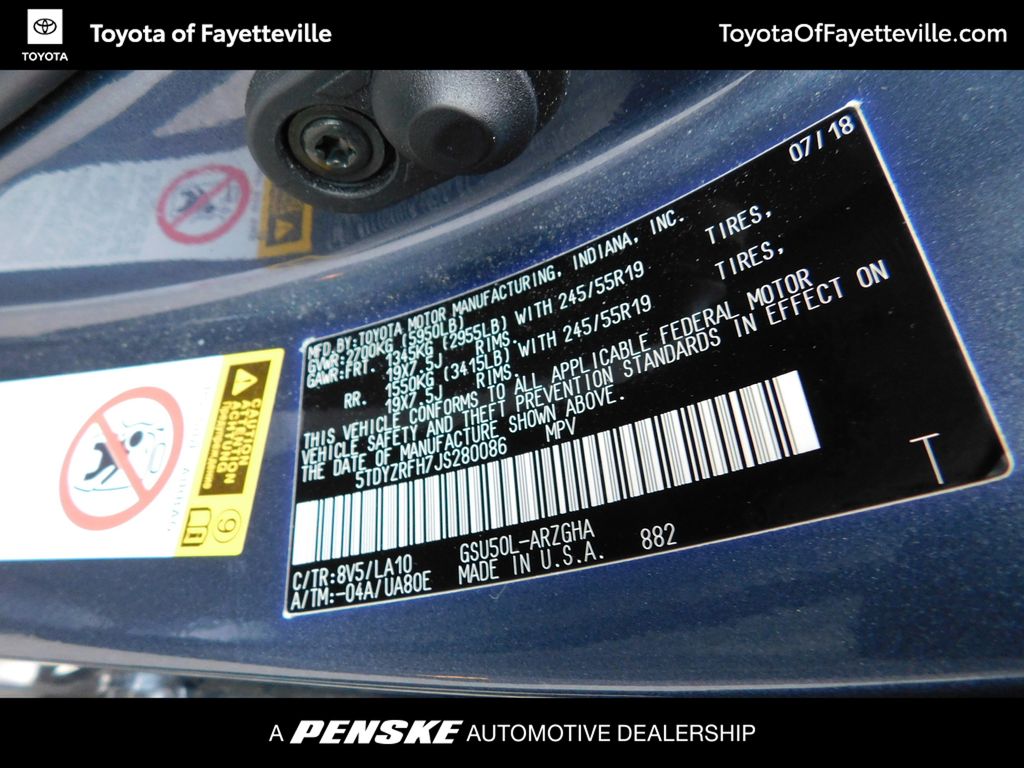 TOYOTA
Toyota of Fayetteville
ToyotaOfFayetteville.com
07/18
MFD.BY:TOYOTA MOTOR MANUFACTURING, INDIANA, INC.
GVWR:2700KG (5950LB)
GAWR:FRT. 1345KG (2955LB) WITH 245/55R19 TIRES,
19X7.5J RIMS,
RR. 1550KG (3415LB) WITH 245/55R19 TIRES,
19X7.5J RIMS.
THIS VEHICLE CONFORMS TO ALL APPLICABLE FEDERAL MOTOR
VEHICLE SAFETY AND THEFT PREVENTION STANDARDS IN EFFECT ON
THE DATE OF MANUFACTURE SHOWN ABOVE.
5TDYZRFH7JS280086 MPV
C/TR:8V5/LA10 GSU50L-ARZGHA
A/TM:-04A/UA80E MADE IN U.S.A. 882
T
CAUTION
ATTENTION
ACHTUNG
9
A PENSKE AUTOMOTIVE DEALERSHIP